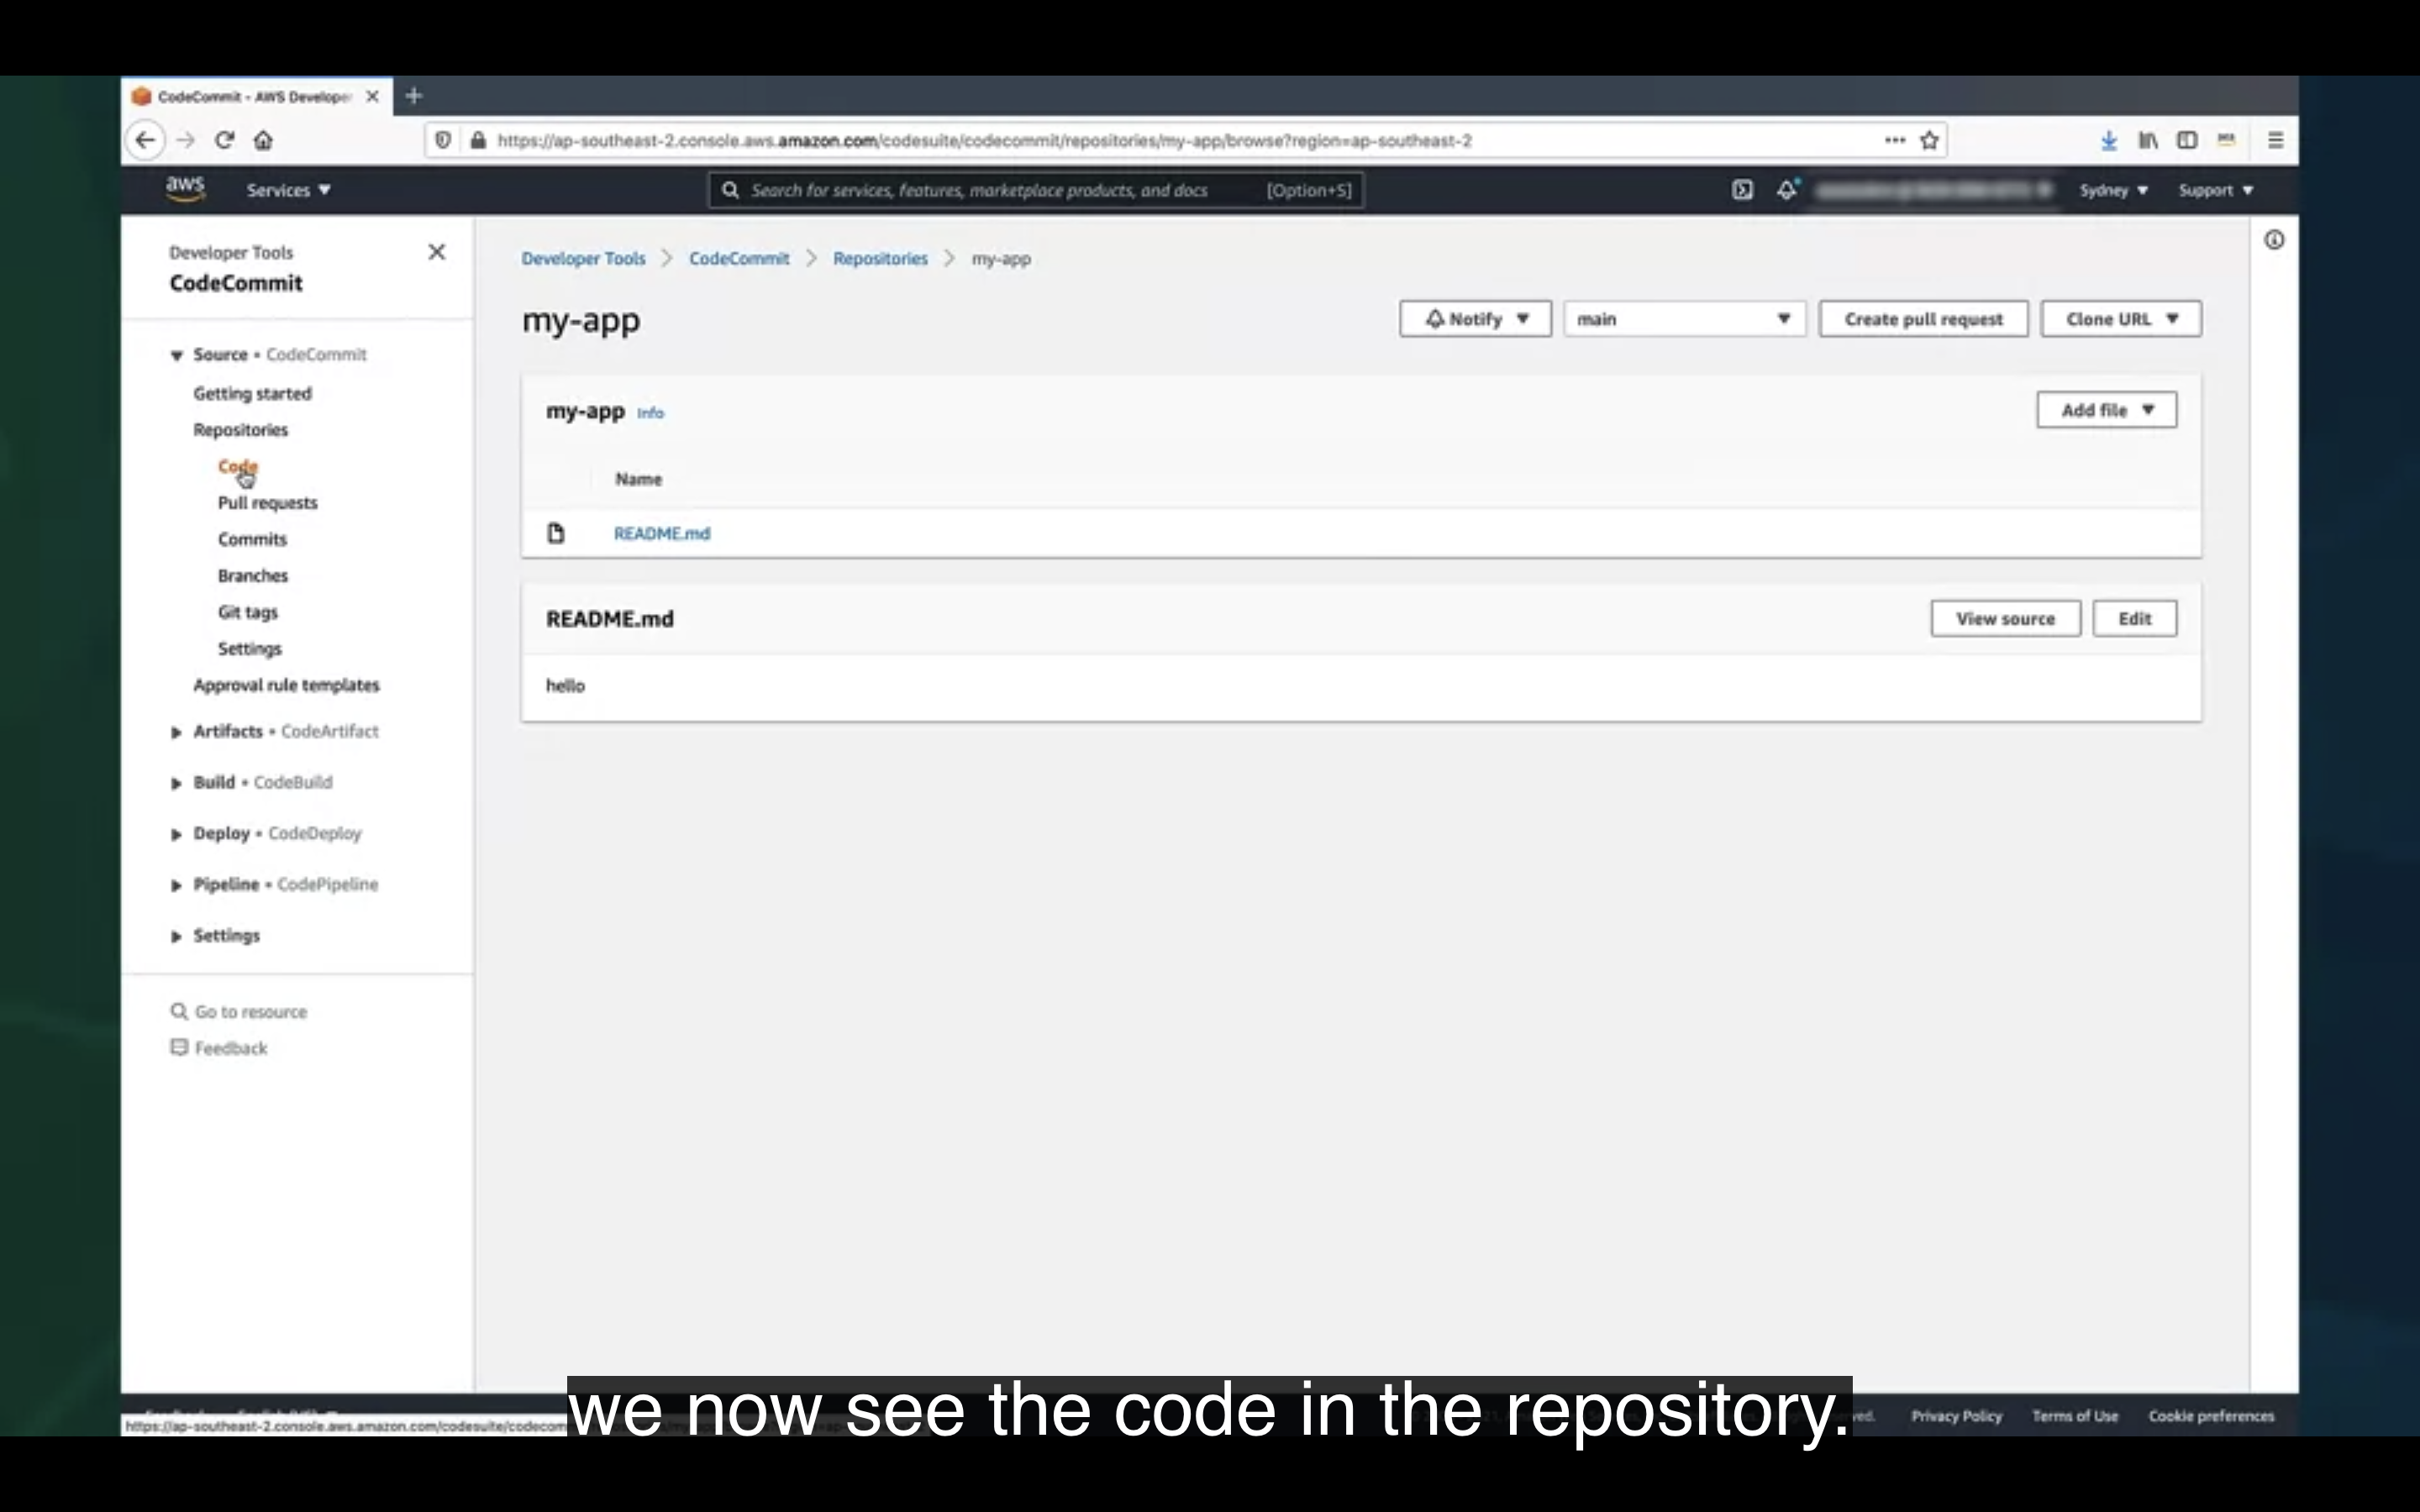 CodeCommit - AWS Developer
https://ap-southeast-2.console.aws.amazon.com/codesuite/codecommit/repositories/my-app/browse?region=ap-southeast-2
aws
Services
Search for services, features, marketplace products, and docs
[Option+S]
Sydney
Support
Developer Tools
CodeCommit
Source • CodeCommit
Getting started
Repositories
Code
Pull requests
Commits
Branches
Git tags
Settings
Approval rule templates
Artifacts • CodeArtifact
Build • CodeBuild
Deploy • CodeDeploy
Pipeline • CodePipeline
Settings
Go to resource
Feedback
Developer Tools > CodeCommit > Repositories > my-app
my-app
Notify
main
Create pull request
Clone URL
my-app Info
Add file
Name
README.md
README.md
View source
Edit
hello
we now see the code in the repository.
https://ap-southeast-2.console.aws.amazon.com/codesuite/codecom
Privacy Policy
Terms of Use
Cookie preferences